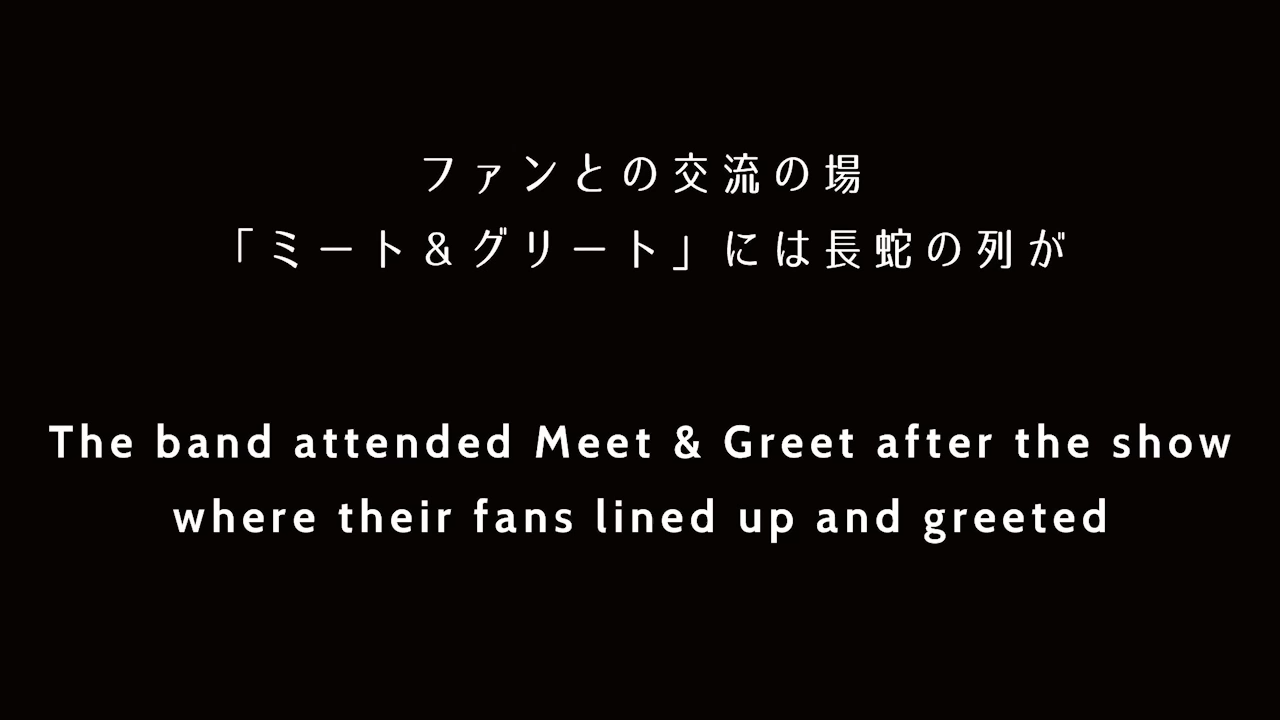 ファンとの交流の場
「ミート＆グリート」には長蛇の列が
The band attended Meet & Greet after the show
where their fans lined up and greeted